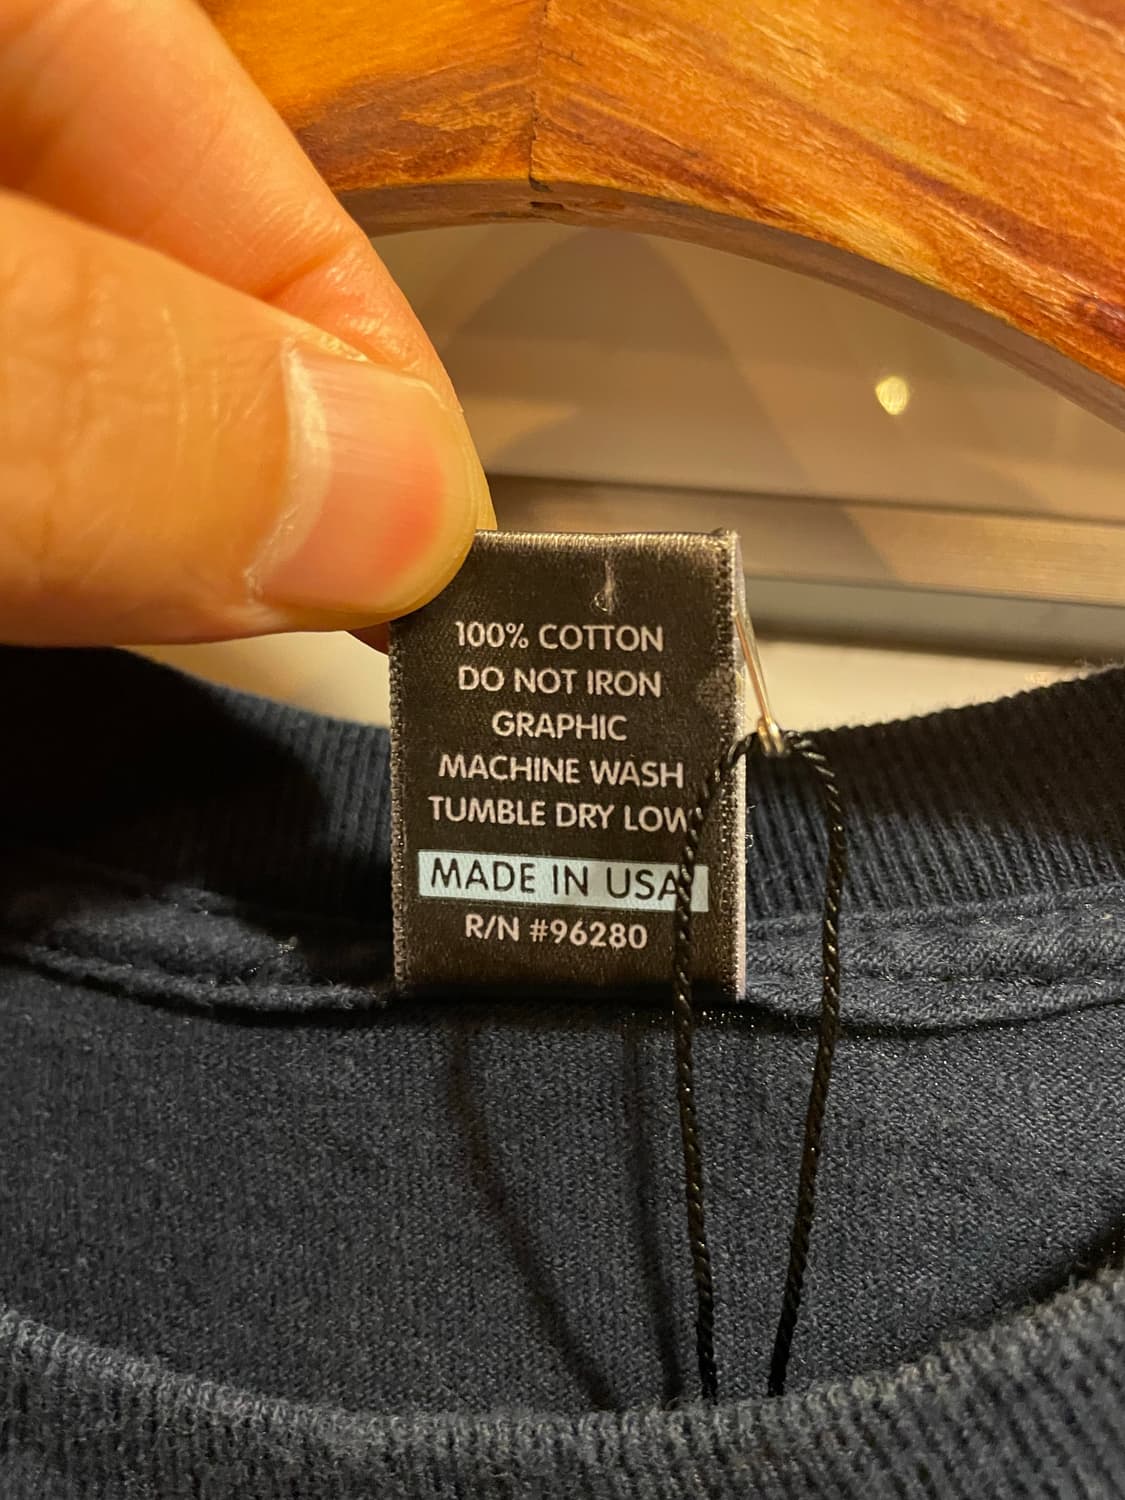 100% COTTON
DO NOT IRON
GRAPHIC
MACHINE WASH
TUMBLE DRY LOW
MADE IN USA
R/N #96280